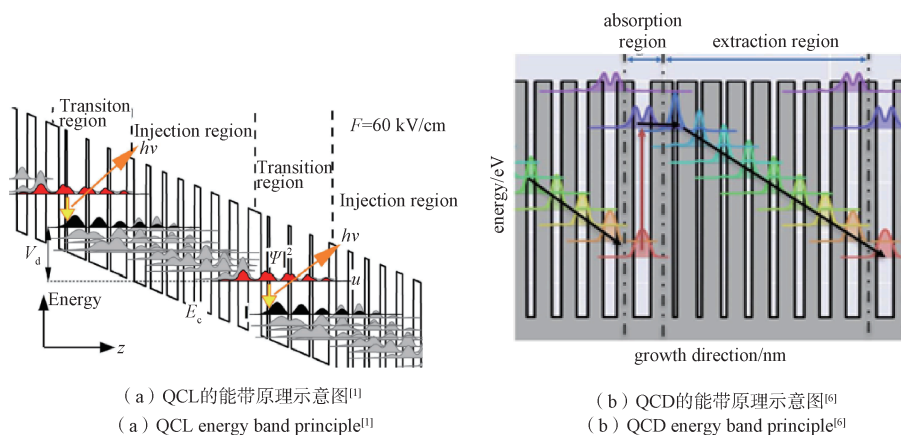 Transiton
region
Injection region
hv
F=60 kV/cm
Transition
region
Injection region
hv
Ψ²
u
V_d
E_c
Energy
z
(a) QCL的能带原理示意图[1]
(a) QCL energy band principle[1]
absorption
region
extraction region
energy/eV
growth direction/nm
(b) QCD的能带原理示意图[6]
(b) QCD energy band principle[6]